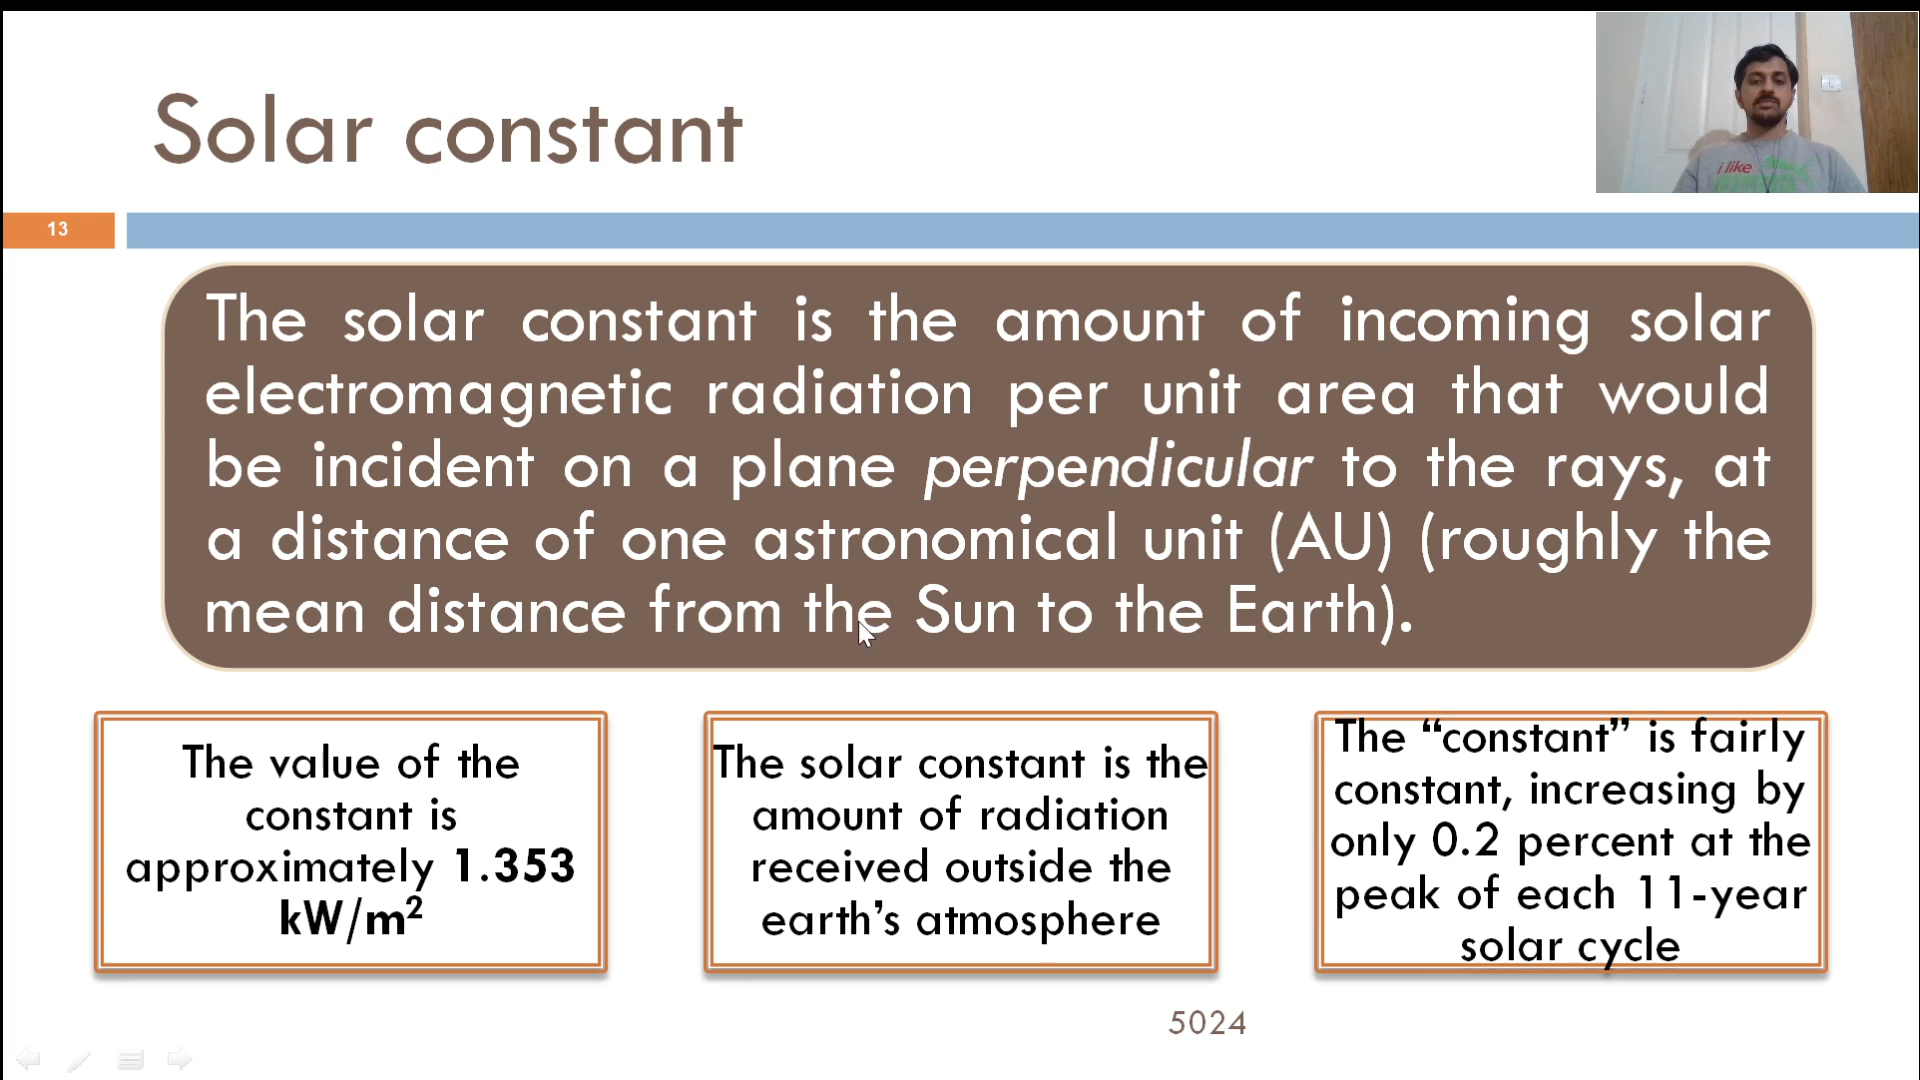 Solar constant
i like
13
The solar constant is the amount of incoming solar
electromagnetic radiation per unit area that would
be incident on a plane perpendicular to the rays, at
a distance of one astronomical unit (AU) (roughly the
mean distance from the Sun to the Earth).
The value of the
constant is
approximately 1.353
kW/m²
The solar constant is the
amount of radiation
received outside the
earth’s atmosphere
The “constant” is fairly
constant, increasing by
only 0.2 percent at the
peak of each 11-year
solar cycle
5024